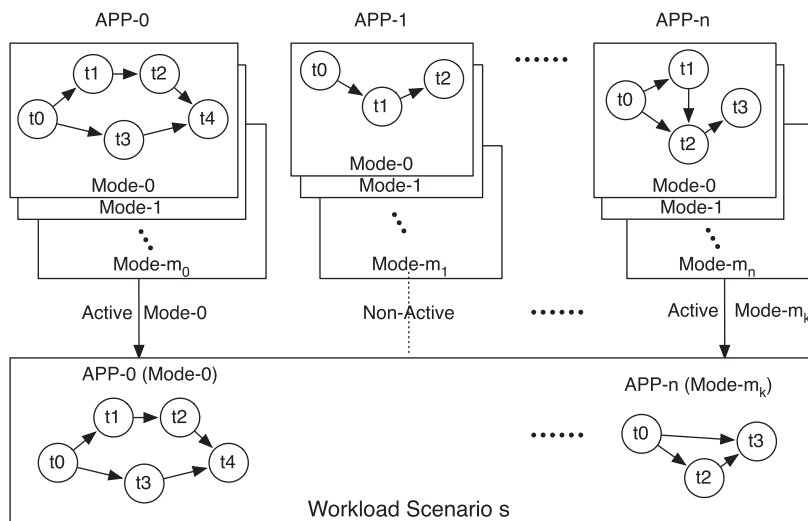 APP-0
APP-1
APP-n
t0
t1
t2
t3
t4
Mode-0
Mode-1
Mode-m0
t0
t1
t2
Mode-0
Mode-1
Mode-m1
t0
t1
t2
t3
Mode-0
Mode-1
Mode-mn
Active
Mode-0
Non-Active
Active
Mode-mk
APP-0 (Mode-0)
t0
t1
t2
t3
t4
APP-n (Mode-mk)
t0
t2
t3
Workload Scenario s